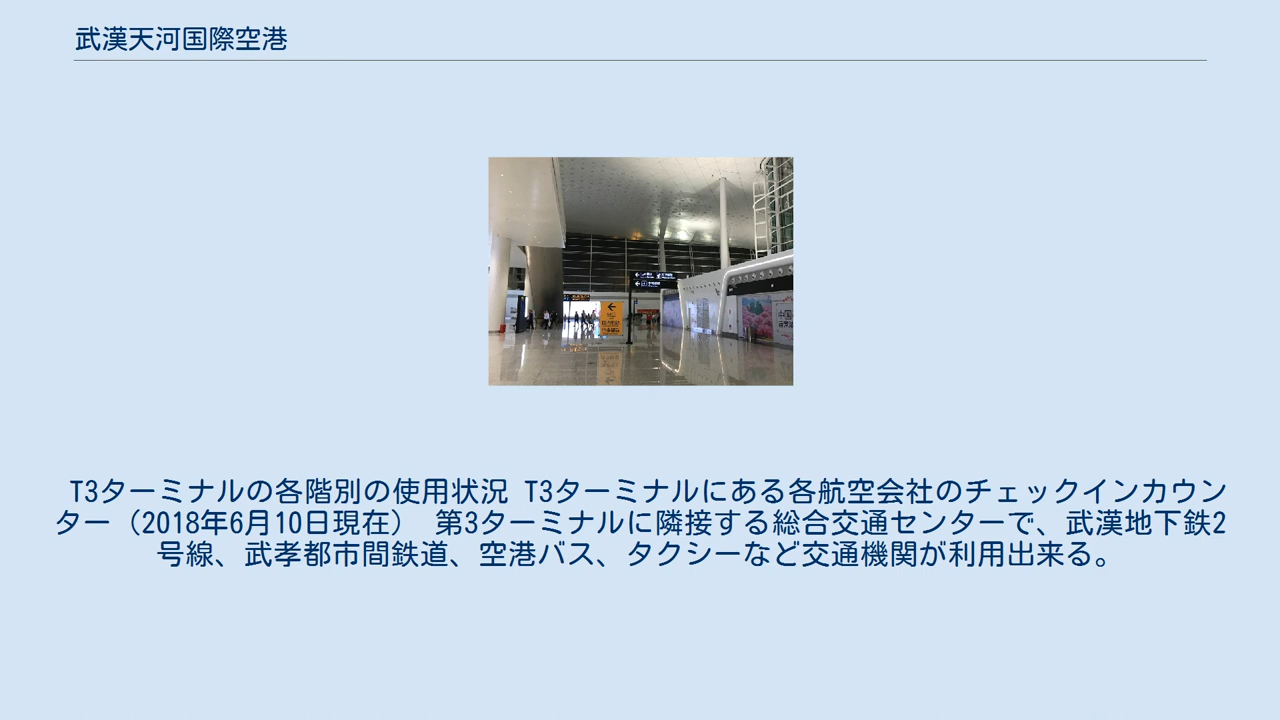 武漢天河国際空港
T3ターミナルの各階別の使用状況 T3ターミナルにある各航空会社のチェックインカウン
ター（2018年6月10日現在） 第3ターミナルに隣接する総合交通センターで、武漢地下鉄2
号線、武孝都市間鉄道、空港バス、タクシーなど交通機関が利用出来る。